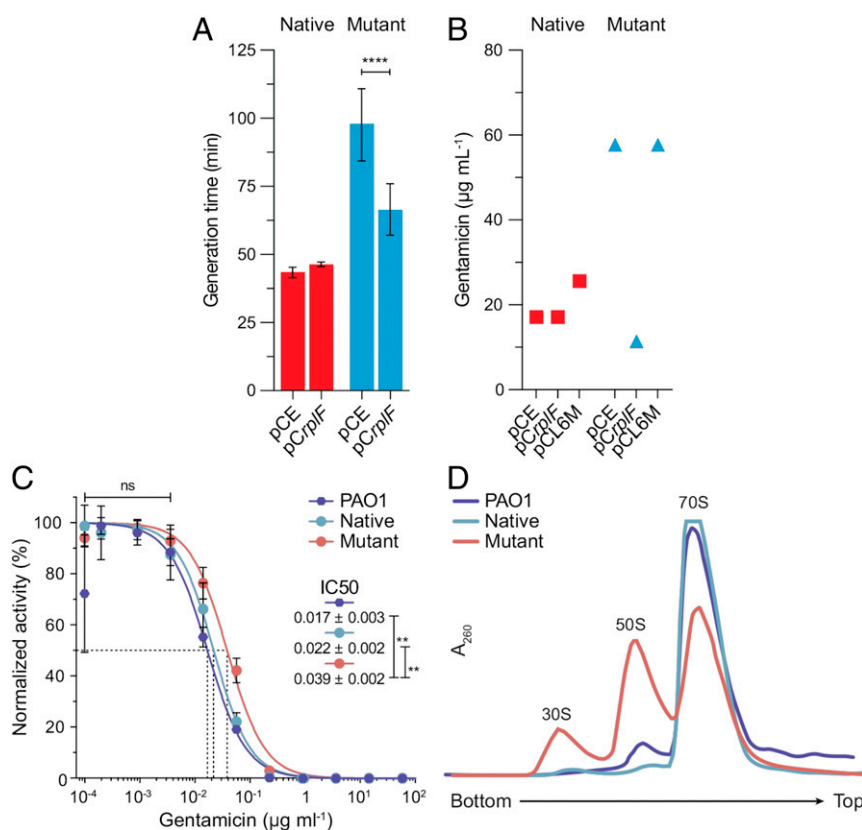 A
Native
Mutant
125
100
75
50
25
0
Generation time (min)
****
pCE
pCrplF
pCE
pCrplF
B
Native
Mutant
80
60
40
20
0
Gentamicin (µg mL⁻¹)
pCE
pCrplF
pCL6M
pCE
pCrplF
pCL6M
C
ns
100
80
60
40
20
0
Normalized activity (%)
PAO1
Native
Mutant
IC50
0.017 ± 0.003
0.022 ± 0.002
0.039 ± 0.002
**
**
10⁻⁴
10⁻³
10⁻²
10⁻¹
1
10¹
10²
Gentamicin (µg ml⁻¹)
D
PAO1
Native
Mutant
70S
50S
30S
A₂₆₀
Bottom
Top